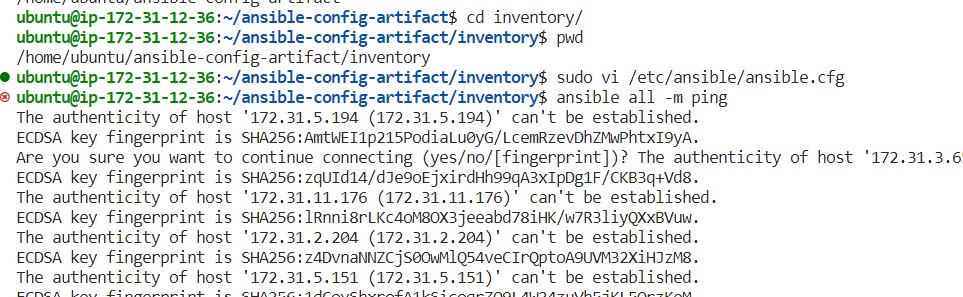 /home/ubuntu/ansible-config-artifact
ubuntu@ip-172-31-12-36:~/ansible-config-artifact$ cd inventory/
ubuntu@ip-172-31-12-36:~/ansible-config-artifact/inventory$ pwd
/home/ubuntu/ansible-config-artifact/inventory
ubuntu@ip-172-31-12-36:~/ansible-config-artifact/inventory$ sudo vi /etc/ansible/ansible.cfg
ubuntu@ip-172-31-12-36:~/ansible-config-artifact/inventory$ ansible all -m ping
The authenticity of host '172.31.5.194 (172.31.5.194)' can't be established.
ECDSA key fingerprint is SHA256:AmtWEI1p215PodiaLu0yG/LcemRzevDhZMwPhtxI9yA.
Are you sure you want to continue connecting (yes/no/[fingerprint])? The authenticity of host '172.31.3.6
ECDSA key fingerprint is SHA256:zqUId14/dJe9oEjxirdHh99qA3xIpDg1F/CKB3q+Vd8.
The authenticity of host '172.31.11.176 (172.31.11.176)' can't be established.
ECDSA key fingerprint is SHA256:lRnni8rLKc4oM8OX3jeeabd78iHK/w7R3liyQXxBVuw.
The authenticity of host '172.31.2.204 (172.31.2.204)' can't be established.
ECDSA key fingerprint is SHA256:z4DvnaNNZCjS0OwMlQ54veCIrQptoA9UVM32XiHJzM8.
The authenticity of host '172.31.5.151 (172.31.5.151)' can't be established.
ECDSA key fingerprint is